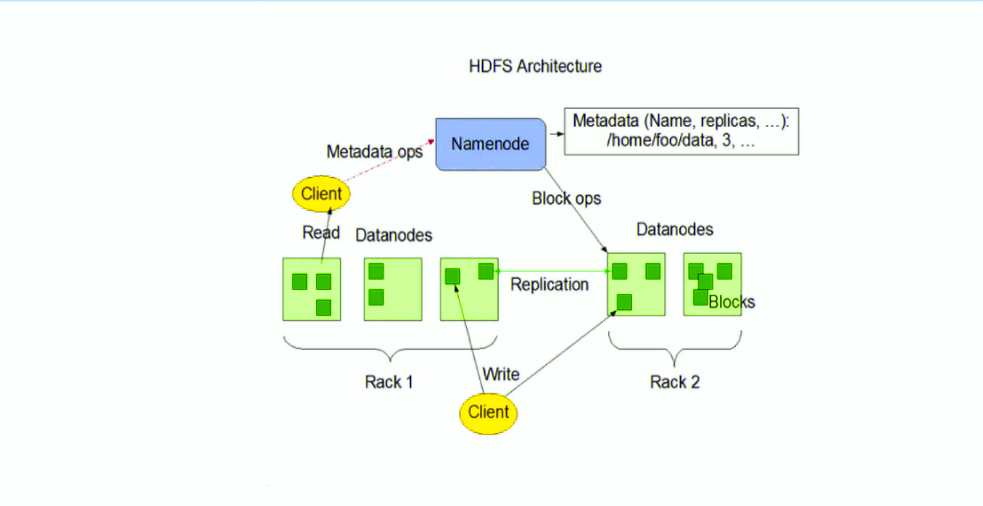 HDFS Architecture
Metadata (Name, replicas, ...):
/home/foo/data, 3, ...
Namenode
Metadata ops
Client
Block ops
Read
Datanodes
Datanodes
Replication
Blocks
Rack 1
Write
Rack 2
Client